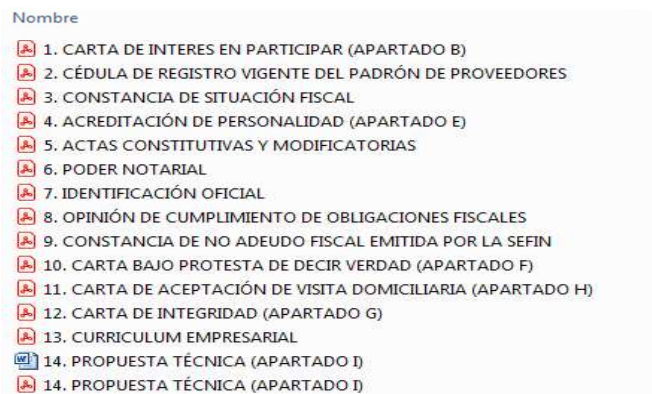 Nombre
1. CARTA DE INTERES EN PARTICIPAR (APARTADO B)
2. CÉDULA DE REGISTRO VIGENTE DEL PADRÓN DE PROVEEDORES
3. CONSTANCIA DE SITUACIÓN FISCAL
4. ACREDITACIÓN DE PERSONALIDAD (APARTADO E)
5. ACTAS CONSTITUTIVAS Y MODIFICATORIAS
6. PODER NOTARIAL
7. IDENTIFICACIÓN OFICIAL
8. OPINIÓN DE CUMPLIMIENTO DE OBLIGACIONES FISCALES
9. CONSTANCIA DE NO ADEUDO FISCAL EMITIDA POR LA SEFIN
10. CARTA BAJO PROTESTA DE DECIR VERDAD (APARTADO F)
11. CARTA DE ACEPTACIÓN DE VISITA DOMICILIARIA (APARTADO H)
12. CARTA DE INTEGRIDAD (APARTADO G)
13. CURRICULUM EMPRESARIAL
14. PROPUESTA TÉCNICA (APARTADO I)
14. PROPUESTA TÉCNICA (APARTADO I)